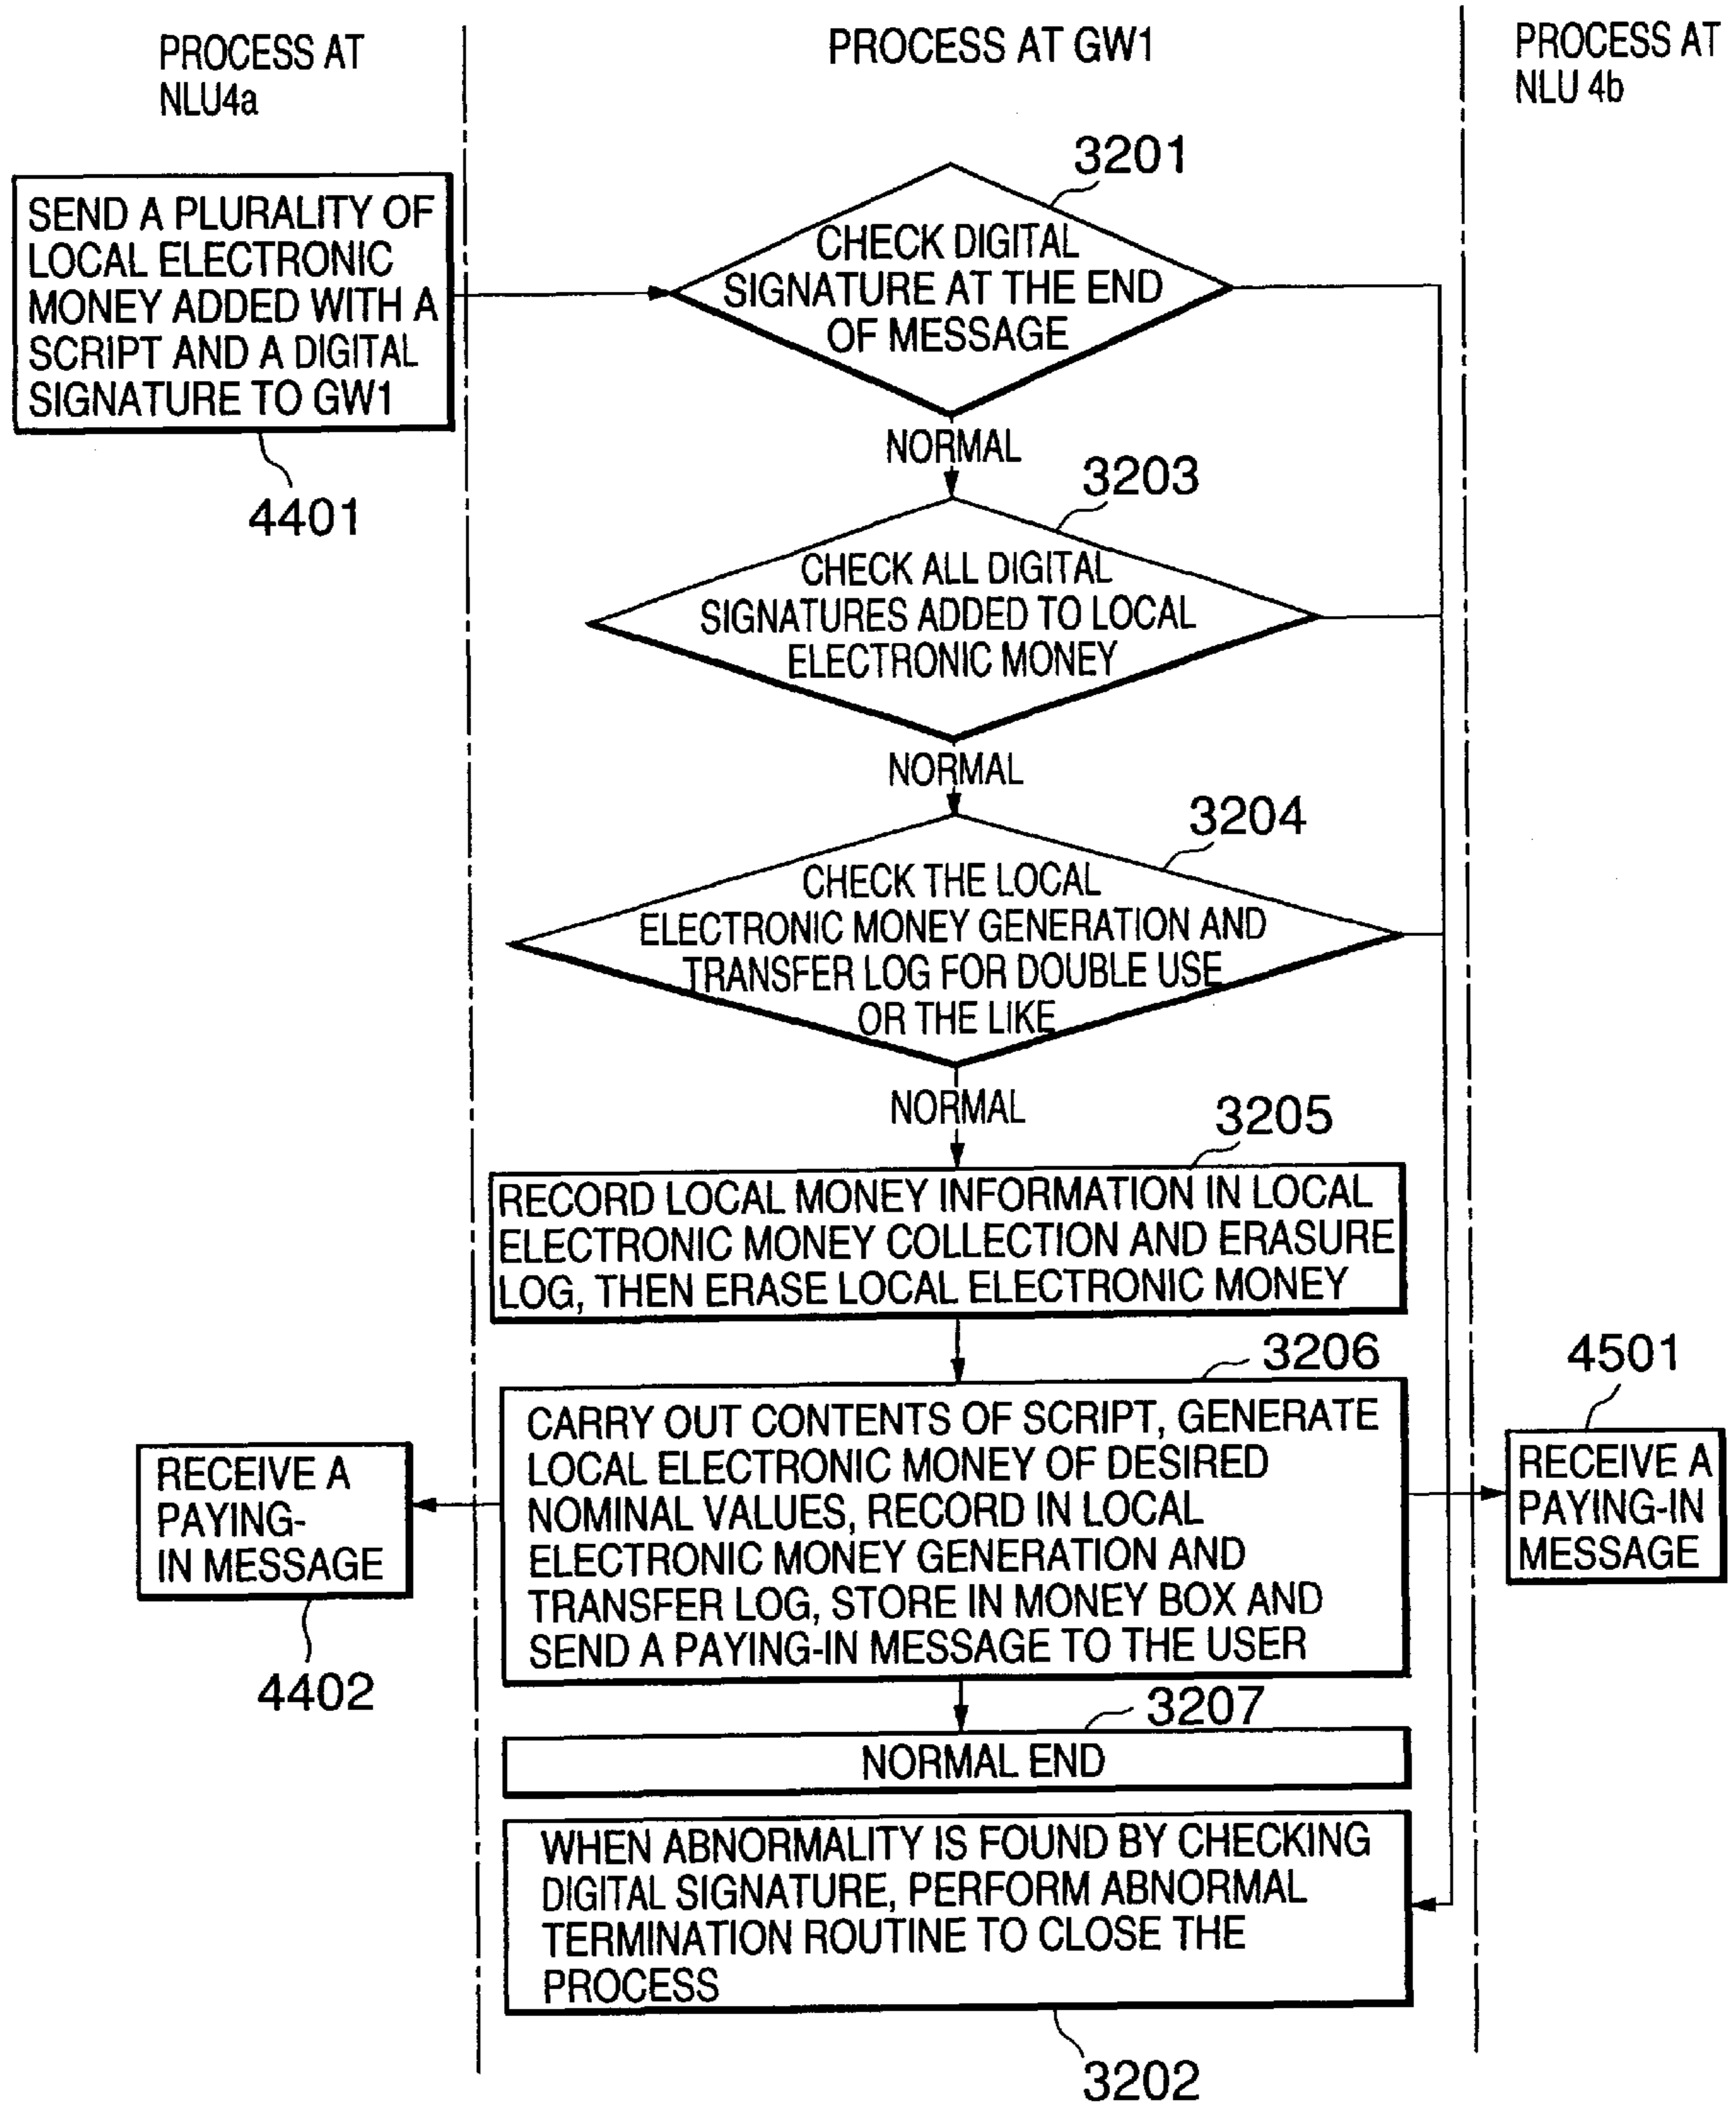 PROCESS AT
NLU4a
PROCESS AT GW1
PROCESS AT
NLU 4b
SEND A PLURALITY OF
LOCAL ELECTRONIC
MONEY ADDED WITH A
SCRIPT AND A DIGITAL
SIGNATURE TO GW1
4401
3201
CHECK DIGITAL
SIGNATURE AT THE END
OF MESSAGE
NORMAL
3203
CHECK ALL DIGITAL
SIGNATURES ADDED TO LOCAL
ELECTRONIC MONEY
NORMAL
3204
CHECK THE LOCAL
ELECTRONIC MONEY GENERATION AND
TRANSFER LOG FOR DOUBLE USE
OR THE LIKE
NORMAL
3205
RECORD LOCAL MONEY INFORMATION IN LOCAL
ELECTRONIC MONEY COLLECTION AND ERASURE
LOG, THEN ERASE LOCAL ELECTRONIC MONEY
3206
CARRY OUT CONTENTS OF SCRIPT, GENERATE
LOCAL ELECTRONIC MONEY OF DESIRED
NOMINAL VALUES, RECORD IN LOCAL
ELECTRONIC MONEY GENERATION AND
TRANSFER LOG, STORE IN MONEY BOX AND
SEND A PAYING-IN MESSAGE TO THE USER
RECEIVE A
PAYING-
IN MESSAGE
4402
4501
RECEIVE A
PAYING-IN
MESSAGE
3207
NORMAL END
WHEN ABNORMALITY IS FOUND BY CHECKING
DIGITAL SIGNATURE, PERFORM ABNORMAL
TERMINATION ROUTINE TO CLOSE THE
PROCESS
3202